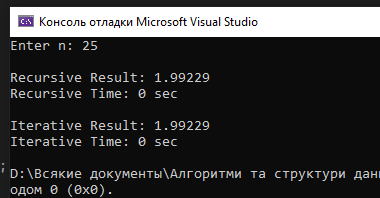 Консоль отладки Microsoft Visual Studio
Enter n: 25
Recursive Result: 1.99229
Recursive Time: 0 sec
Iterative Result: 1.99229
Iterative Time: 0 sec
D:\Всякие документы\Алгоритми та структури
одом 0 (0x0).